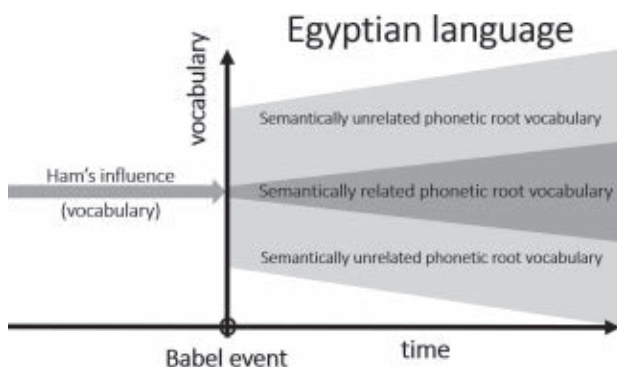 Egyptian language
vocabulary
Semantically unrelated phonetic root vocabulary
Ham's influence
(vocabulary)
Semantically related phonetic root vocabulary
Semantically unrelated phonetic root vocabulary
Babel event
time